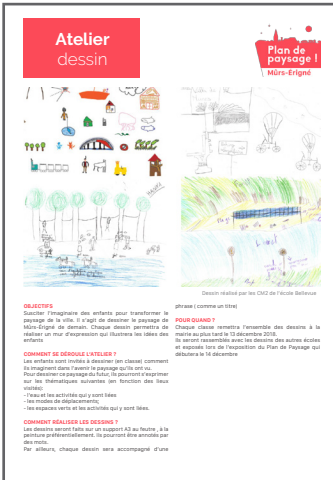 Atelier
dessin
Plan de
paysage !
Mûrs-Érigné
Dessin réalisé par les CM2 de l'école Bellevue
OBJECTIFS
Susciter l'imaginaire des enfants pour transformer le
paysage de la ville. Il s'agit de dessiner le paysage de
Mûrs-Erigné de demain. Chaque dessin permettra de
réaliser un mur d'expression qui illustrera les idées des
enfants
COMMENT SE DÉROULE L'ATELIER ?
Les enfants sont invités à dessiner (en classe) comment
ils imaginent dans l'avenir le paysage qu'ils ont vu.
Pour dessiner ce paysage du futur, ils pourront s'exprimer
sur les thématiques suivantes (en fonction des lieux
visités):
- l'eau et les activités qui y sont liées
- les modes de déplacements;
- les espaces verts et les activités qui y sont liées.
COMMENT RÉALISER LES DESSINS ?
Les dessins seront faits sur un support A3 au feutre , à la
peinture préférentiellement. Ils pourront être annotés par
des mots.
Par ailleurs, chaque dessin sera accompagné d'une
phrase ( comme un titre)
POUR QUAND ?
Chaque classe remettra l'ensemble des dessins à la
mairie au plus tard le 13 décembre 2018.
Ils seront rassemblés avec les dessins des autres écoles
et exposés lors de l'exposition du Plan de Paysage qui
débutera le 14 décembre